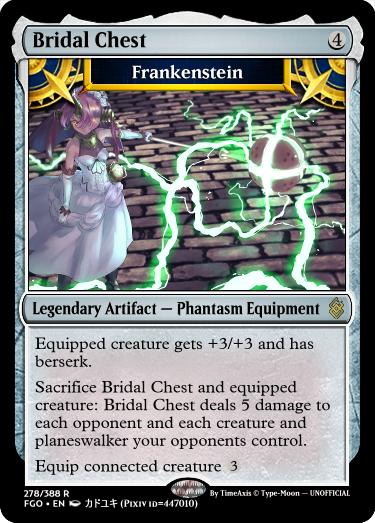 Bridal Chest 4
Frankenstein
Legendary Artifact — Phantasm Equipment
Equipped creature gets +3/+3 and has
berserk.
Sacrifice Bridal Chest and equipped
creature: Bridal Chest deals 5 damage to
each opponent and each creature and
planeswalker your opponents control.
Equip connected creature 3
278/388 R
FGO • EN カドユキ (PIXIV ID=447010)
By TimeAxis © Type-Moon — UNOFFICIAL